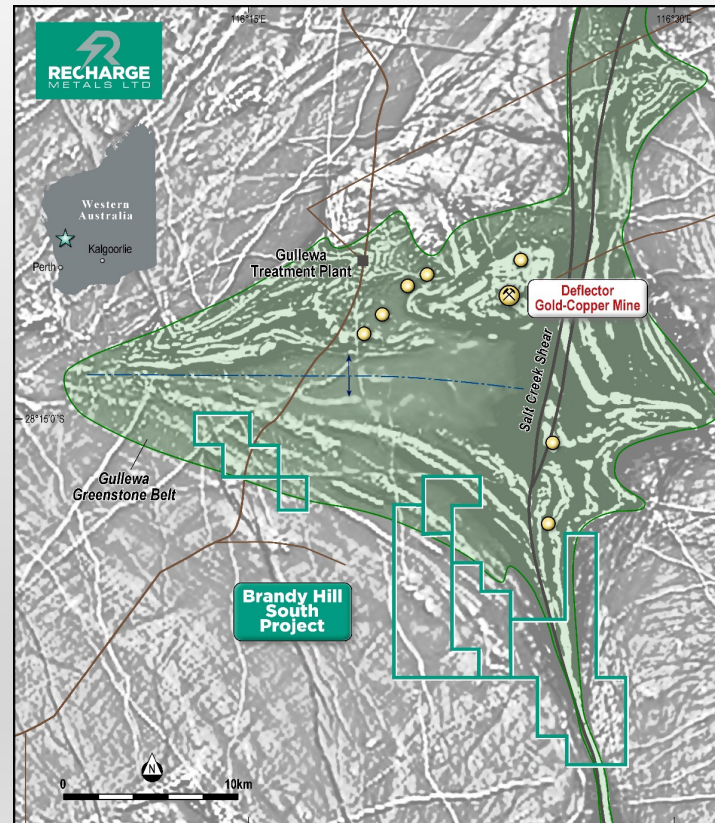 116°15'E
116°30'E
RECHARGE
METALS LTD
Western
Australia
Kalgoorlie
Perth
Gullewa
Treatment Plant
Deflector
Gold-Copper Mine
Salt Creek Shear
28°15'0"S
Gullewa
Greenstone Belt
Brandy Hill
South
Project
N
0
10km